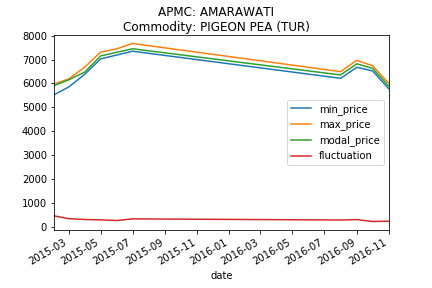 APMC: AMARAWATI
Commodity: PIGEON PEA (TUR)
8000
7000
6000
5000
4000
3000
2000
1000
0
min_price
max_price
modal_price
fluctuation
2015-03
2015-05
2015-07
2015-09
2015-11
2016-01
2016-03
2016-05
2016-07
2016-09
2016-11
date